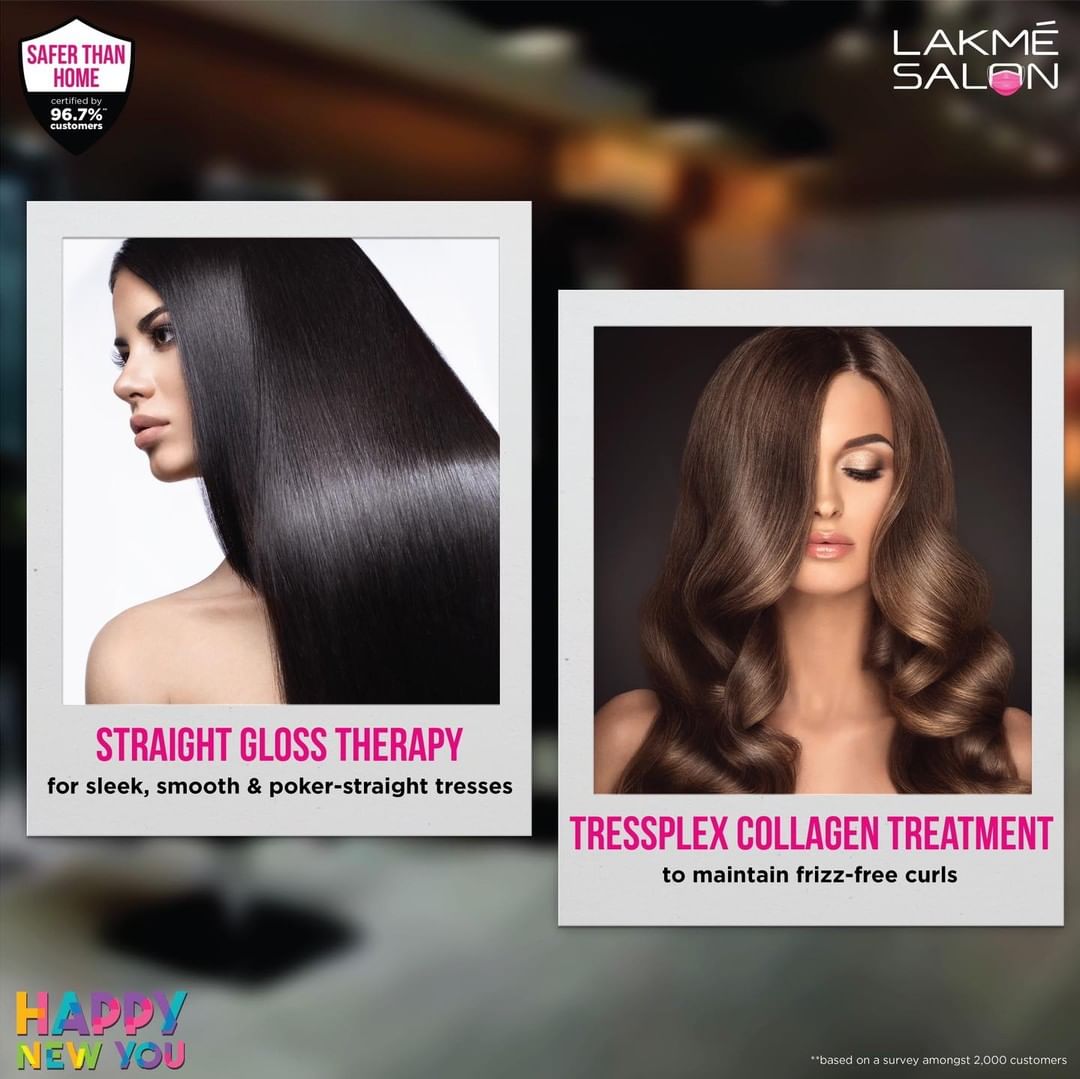 SAFER THAN
HOME
certified by
96.7%**
customers
LAKMÉ
SALON
STRAIGHT GLOSS THERAPY
for sleek, smooth & poker-straight tresses
TRESSPLEX COLLAGEN TREATMENT
to maintain frizz-free curls
HAPPY
NEW YOU
**based on a survey amongst 2,000 customers